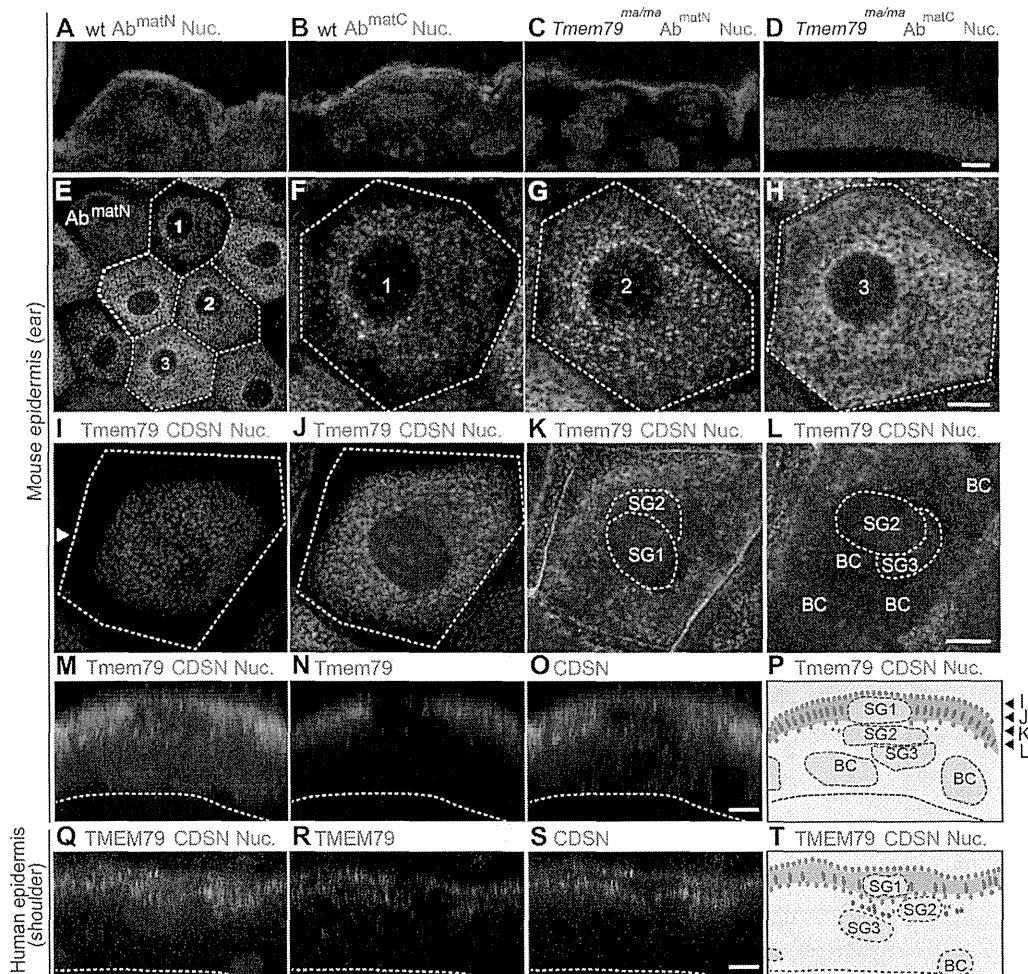 A wt Ab matN Nuc.
B wt Ab matC Nuc.
C Tmem79 ma/ma Ab matN Nuc.
D Tmem79 ma/ma Ab matC Nuc.
Mouse epidermis (ear)
E
Ab matN
1
2
3
F
1
G
2
H
3
I Tmem79 CDSN Nuc.
J Tmem79 CDSN Nuc.
K Tmem79 CDSN Nuc.
SG2
SG1
L Tmem79 CDSN Nuc.
BC
SG2
BC SG3
BC BC
M Tmem79 CDSN Nuc.
N Tmem79
O CDSN
P Tmem79 CDSN Nuc.
SG1
SG2
SG3
BC
BC
I
J
K
L
Human epidermis
(shoulder)
Q TMEM79 CDSN Nuc.
R TMEM79
S CDSN
T TMEM79 CDSN Nuc.
SG1
SG2
SG3
BC